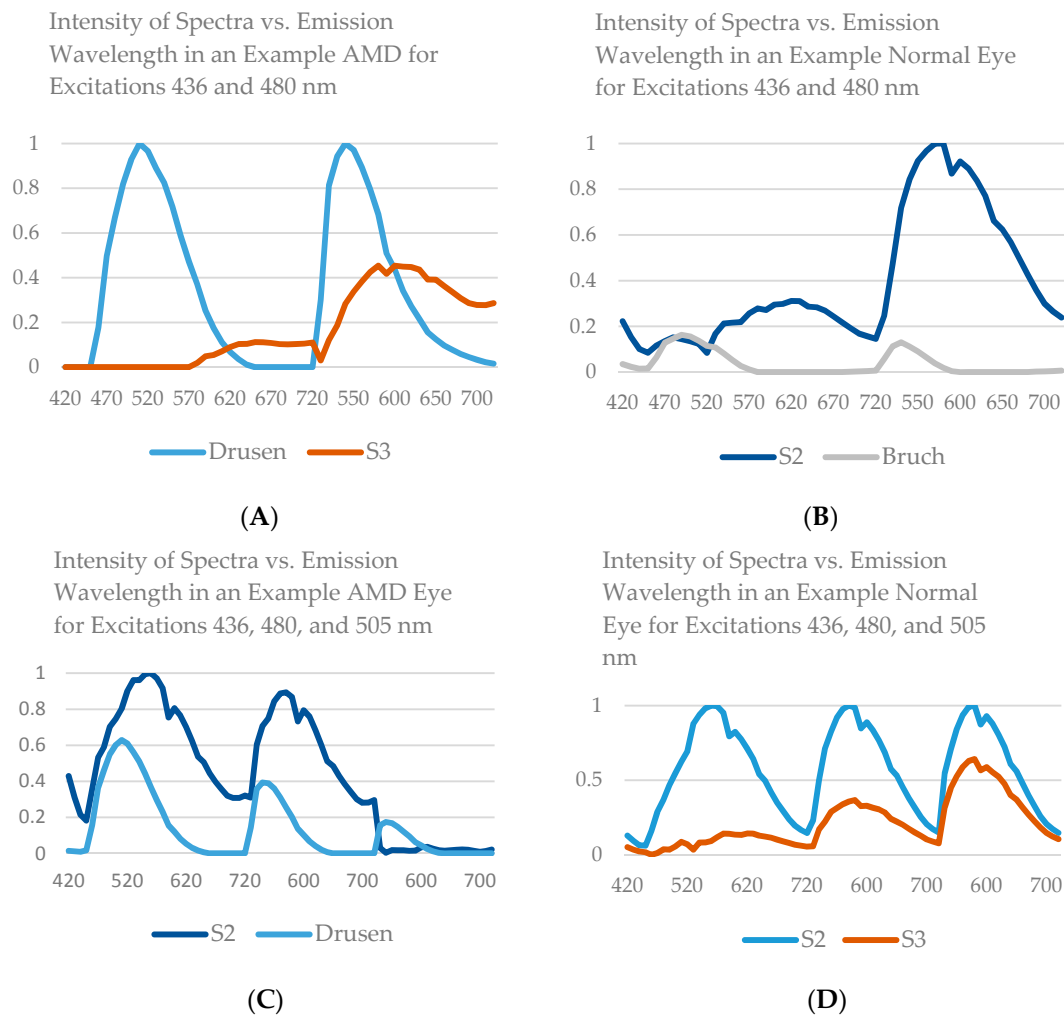 Intensity of Spectra vs. Emission
Wavelength in an Example AMD for
Excitations 436 and 480 nm
1
0.8
0.6
0.4
0.2
0
420 470 520 570 620 670 720 550 600 650 700
Drusen S3
(A)
Intensity of Spectra vs. Emission
Wavelength in an Example Normal Eye
for Excitations 436 and 480 nm
1
0.8
0.6
0.4
0.2
0
420 470 520 570 620 670 720 550 600 650 700
S2 Bruch
(B)
Intensity of Spectra vs. Emission
Wavelength in an Example AMD Eye
for Excitations 436, 480, and 505 nm
1
0.8
0.6
0.4
0.2
0
420 520 620 720 600 700 600 700
S2 Drusen
(C)
Intensity of Spectra vs. Emission
Wavelength in an Example Normal
Eye for Excitations 436, 480, and 505
nm
1
0.5
0
420 520 620 720 600 700 600 700
S2 S3
(D)